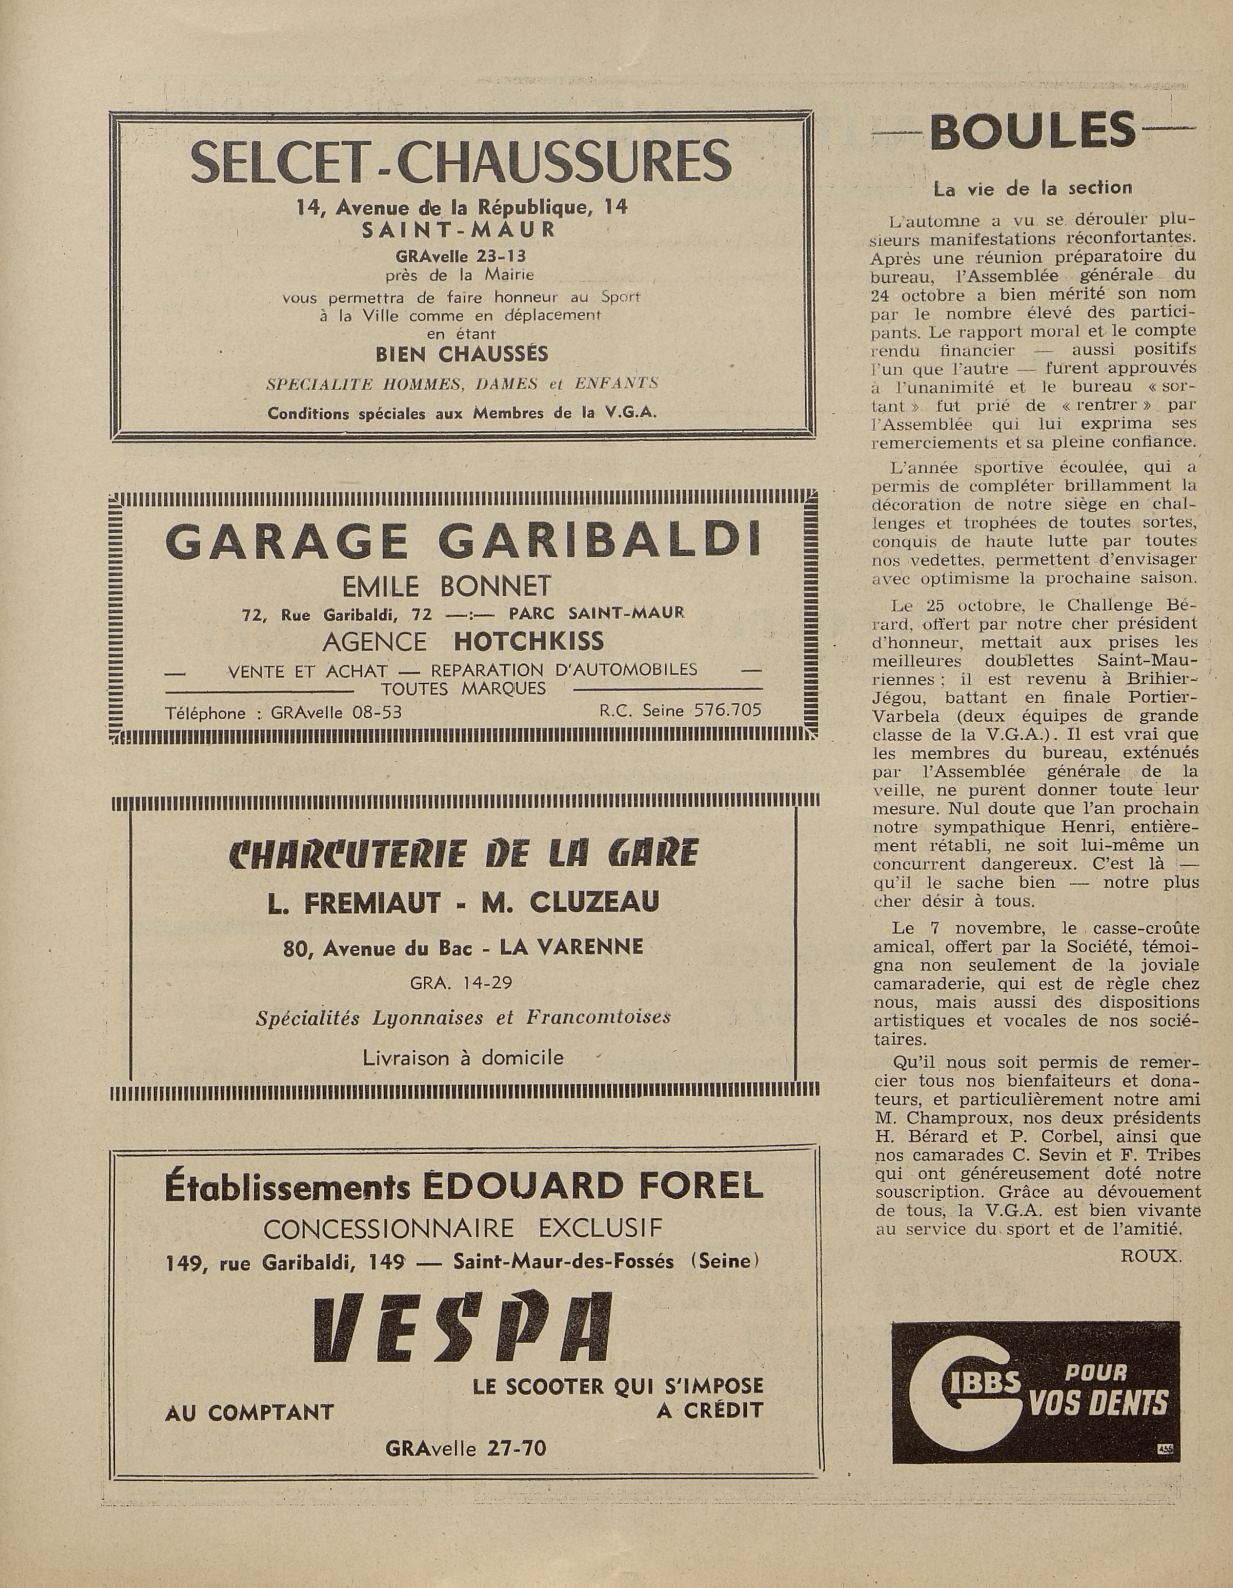 SELCET-CHAUSSURES
14, Avenue de la République, 14
SAINT-MAUR
GRAvelle 23-13
près de la Mairie
vous permettra de faire honneur au Sport
à la Ville comme en déplacement
en étant
BIEN CHAUSSÉS
SPECIALITE HOMMES, DAMES et ENFANTS
Conditions spéciales aux Membres de la V.G.A.
GARAGE GARIBALDI
EMILE BONNET
72, Rue Garibaldi, 72 —:— PARC SAINT-MAUR
AGENCE HOTCHKISS
— VENTE ET ACHAT — REPARATION D'AUTOMOBILES —
TOUTES MARQUES
Téléphone : GRAvelle 08-53 R.C. Seine 576.705
CHARCUTERIE DE LA GARE
L. FREMIAUT - M. CLUZEAU
80, Avenue du Bac - LA VARENNE
GRA. 14-29
Spécialités Lyonnaises et Francomtoises
Livraison à domicile
Établissements ÉDOUARD FOREL
CONCESSIONNAIRE EXCLUSIF
149, rue Garibaldi, 149 — Saint-Maur-des-Fossés (Seine)
VESPA
LE SCOOTER QUI S'IMPOSE
AU COMPTANT A CRÉDIT
GRAvelle 27-70
—BOULES—
La vie de la section
L'automne a vu se dérouler plu-
sieurs manifestations réconfortantes.
Après une réunion préparatoire du
bureau, l'Assemblée générale du
24 octobre a bien mérité son nom
par le nombre élevé des partici-
pants. Le rapport moral et le compte
rendu financier — aussi positifs
l'un que l'autre — furent approuvés
à l'unanimité et le bureau « sor-
tant » fut prié de « rentrer » par
l'Assemblée qui lui exprima ses
remerciements et sa pleine confiance.
L'année sportive écoulée, qui a
permis de compléter brillamment la
décoration de notre siège en chal-
lenges et trophées de toutes sortes,
conquis de haute lutte par toutes
nos vedettes, permettent d'envisager
avec optimisme la prochaine saison.
Le 25 octobre, le Challenge Bé-
rard, offert par notre cher président
d'honneur, mettait aux prises les
meilleures doublettes Saint-Mau-
riennes ; il est revenu à Brihier-
Jégou, battant en finale Portier-
Varbela (deux équipes de grande
classe de la V.G.A.). Il est vrai que
les membres du bureau, exténués
par l'Assemblée générale de la
veille, ne purent donner toute leur
mesure. Nul doute que l'an prochain
notre sympathique Henri, entière-
ment rétabli, ne soit lui-même un
concurrent dangereux. C'est là —
qu'il le sache bien — notre plus
cher désir à tous.
Le 7 novembre, le casse-croûte
amical, offert par la Société, témoi-
gna non seulement de la joviale
camaraderie, qui est de règle chez
nous, mais aussi des dispositions
artistiques et vocales de nos socié-
taires.
Qu'il nous soit permis de remer-
cier tous nos bienfaiteurs et dona-
teurs, et particulièrement notre ami
M. Champroux, nos deux présidents
H. Bérard et P. Corbel, ainsi que
nos camarades C. Sevin et F. Tribes
qui ont généreusement doté notre
souscription. Grâce au dévouement
de tous, la V.G.A. est bien vivante
au service du sport et de l'amitié.
ROUX.
GIBBS POUR
VOS DENTS